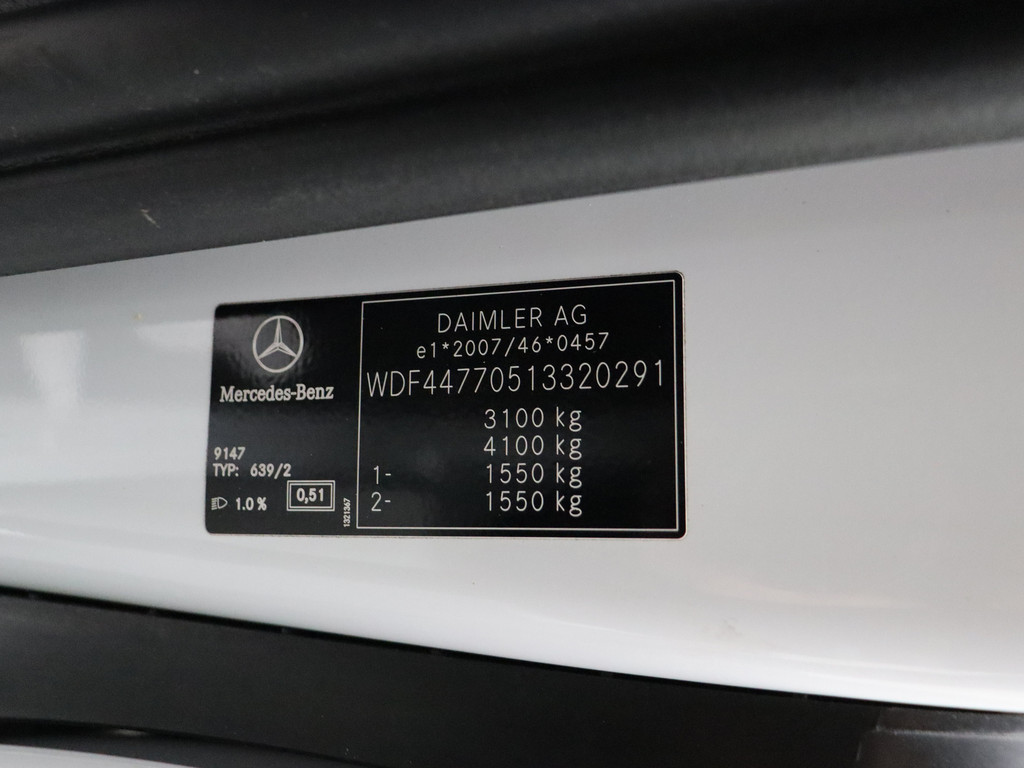 Mercedes-Benz
9147
TYP: 639/2
1.0 %
0,51
1321367
DAIMLER AG
e1*2007/46*0457
WDF44770513320291
3100 kg
4100 kg
1- 1550 kg
2- 1550 kg